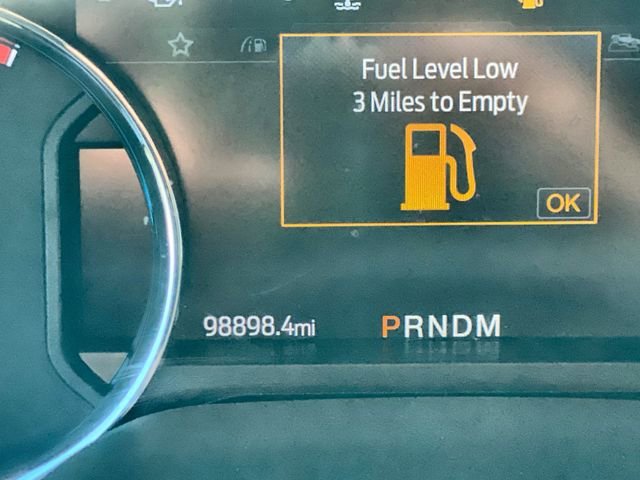 Fuel Level Low
3 Miles to Empty
OK
98898.4mi
PRNDM